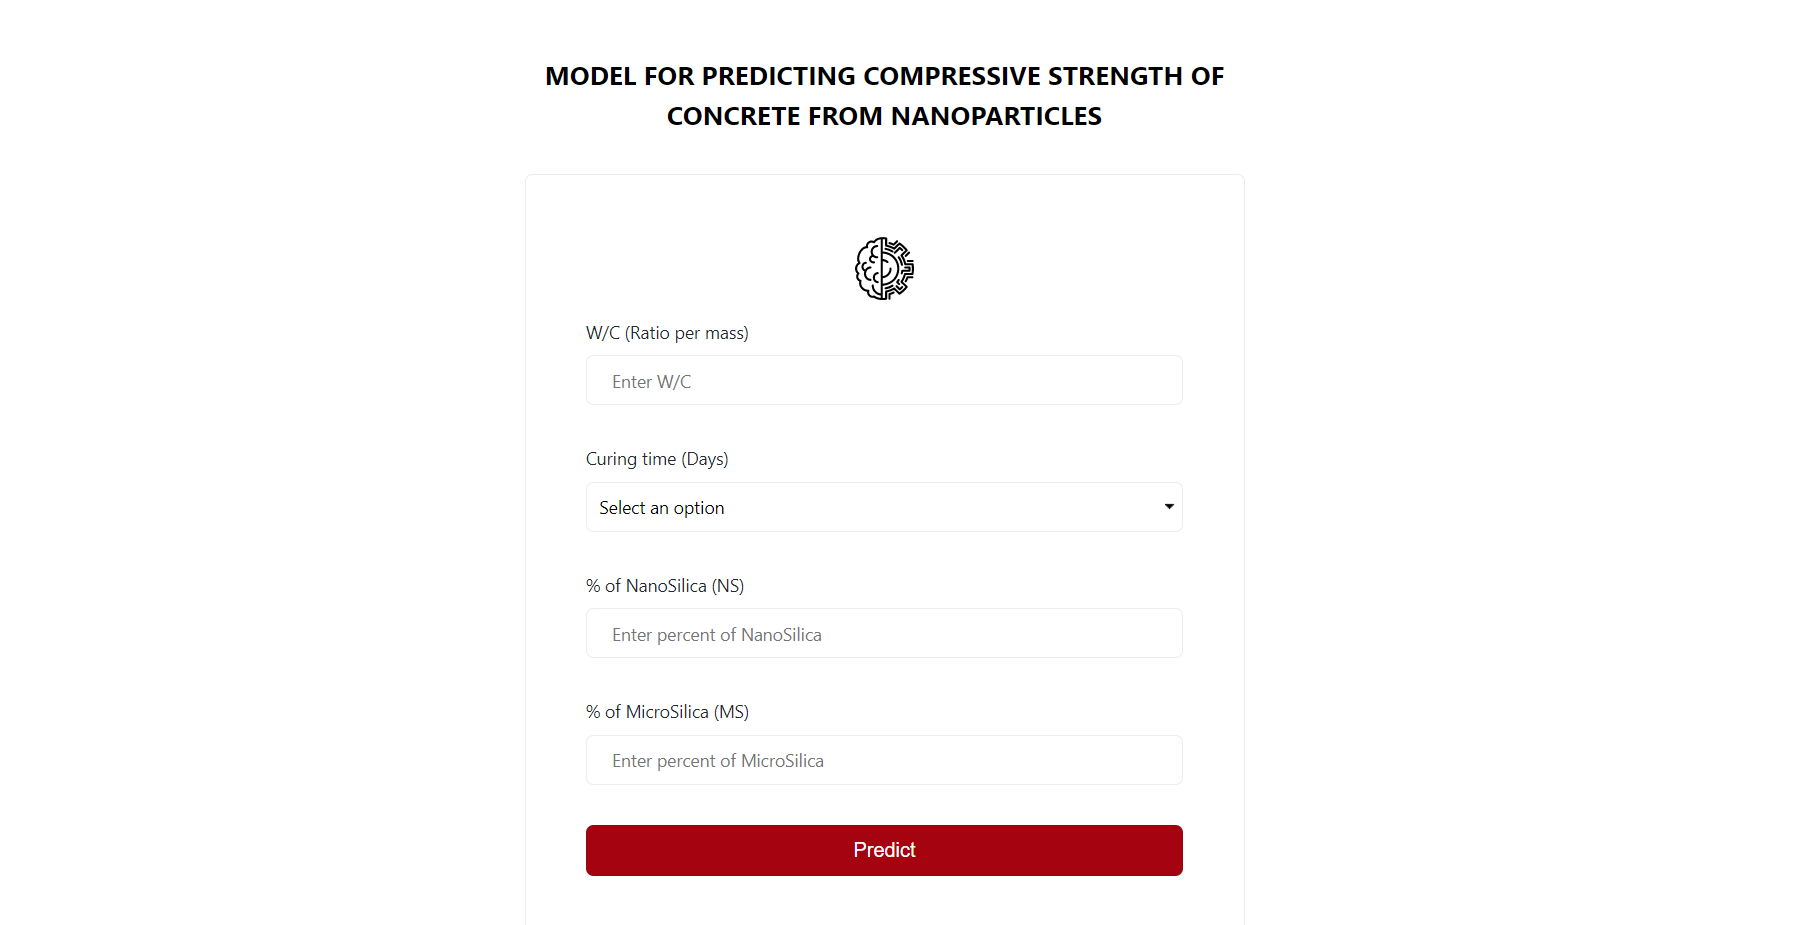 MODEL FOR PREDICTING COMPRESSIVE STRENGTH OF
CONCRETE FROM NANOPARTICLES
W/C (Ratio per mass)
Enter W/C
Curing time (Days)
Select an option
% of NanoSilica (NS)
Enter percent of NanoSilica
% of MicroSilica (MS)
Enter percent of MicroSilica
Predict